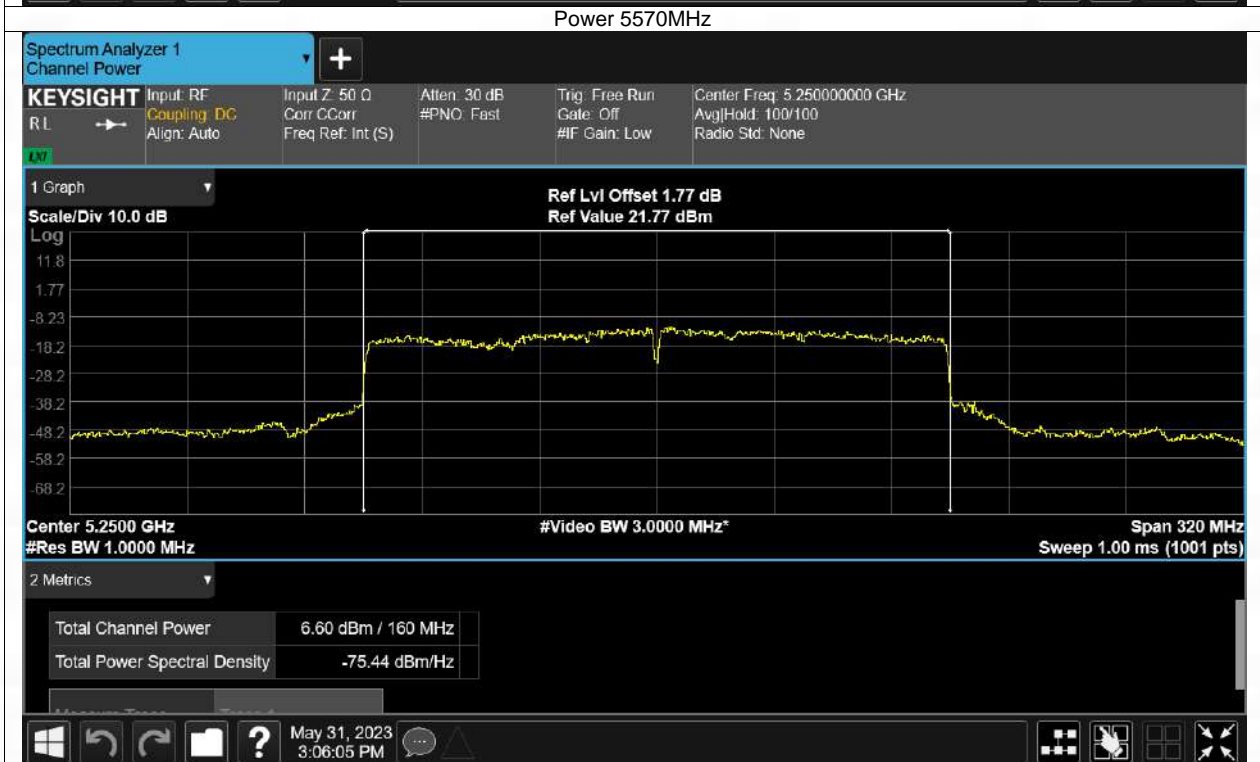 Power 5570MHz
Spectrum Analyzer 1
Channel Power
+
KEYSIGHT Input: RF Input Z: 50 Ω Atten: 30 dB Trig: Free Run Center Freq: 5.250000000 GHz
RL Coupling: DC Corr CCorr #PNO: Fast Gate: Off Avg|Hold: 100/100
Align: Auto Freq Ref: Int (S) #IF Gain: Low Radio Std: None
LXI
1 Graph
Ref Lvl Offset 1.77 dB
Scale/Div 10.0 dB Ref Value 21.77 dBm
Log
11.8
1.77
-8.23
-18.2
-28.2
-38.2
-48.2
-58.2
-68.2
Center 5.2500 GHz #Video BW 3.0000 MHz* Span 320 MHz
#Res BW 1.0000 MHz Sweep 1.00 ms (1001 pts)
2 Metrics
Total Channel Power 6.60 dBm / 160 MHz
Total Power Spectral Density -75.44 dBm/Hz
? May 31, 2023
3:06:05 PM